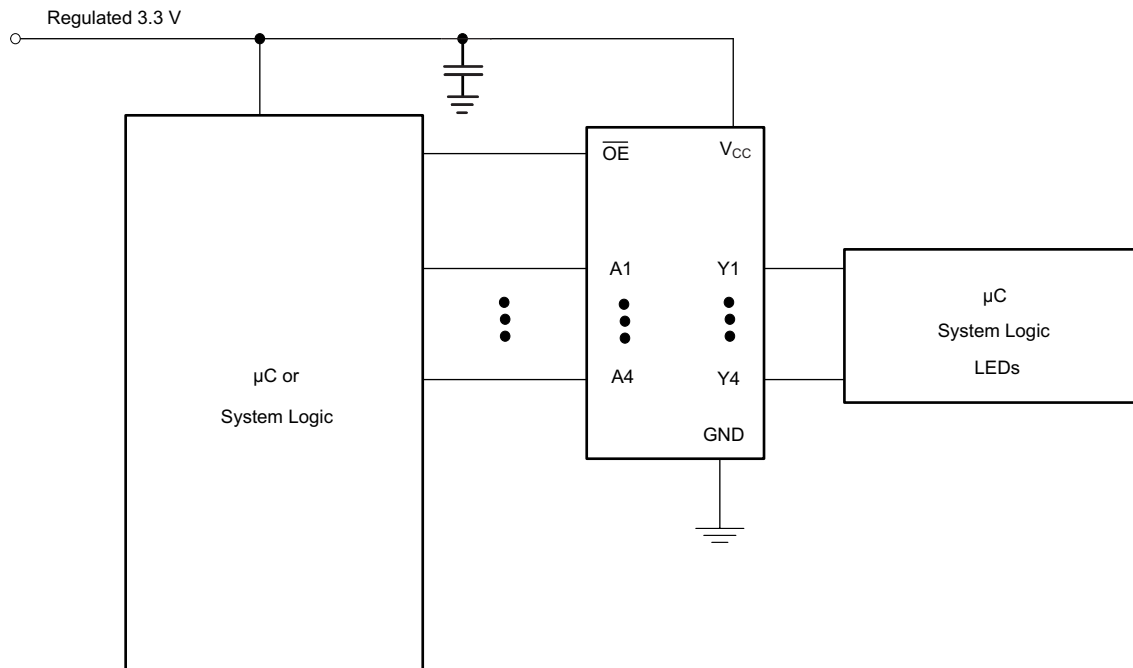 Regulated 3.3 V
OE
VCC
A1
Y1
µC
System Logic
LEDs
µC or
System Logic
A4
Y4
GND